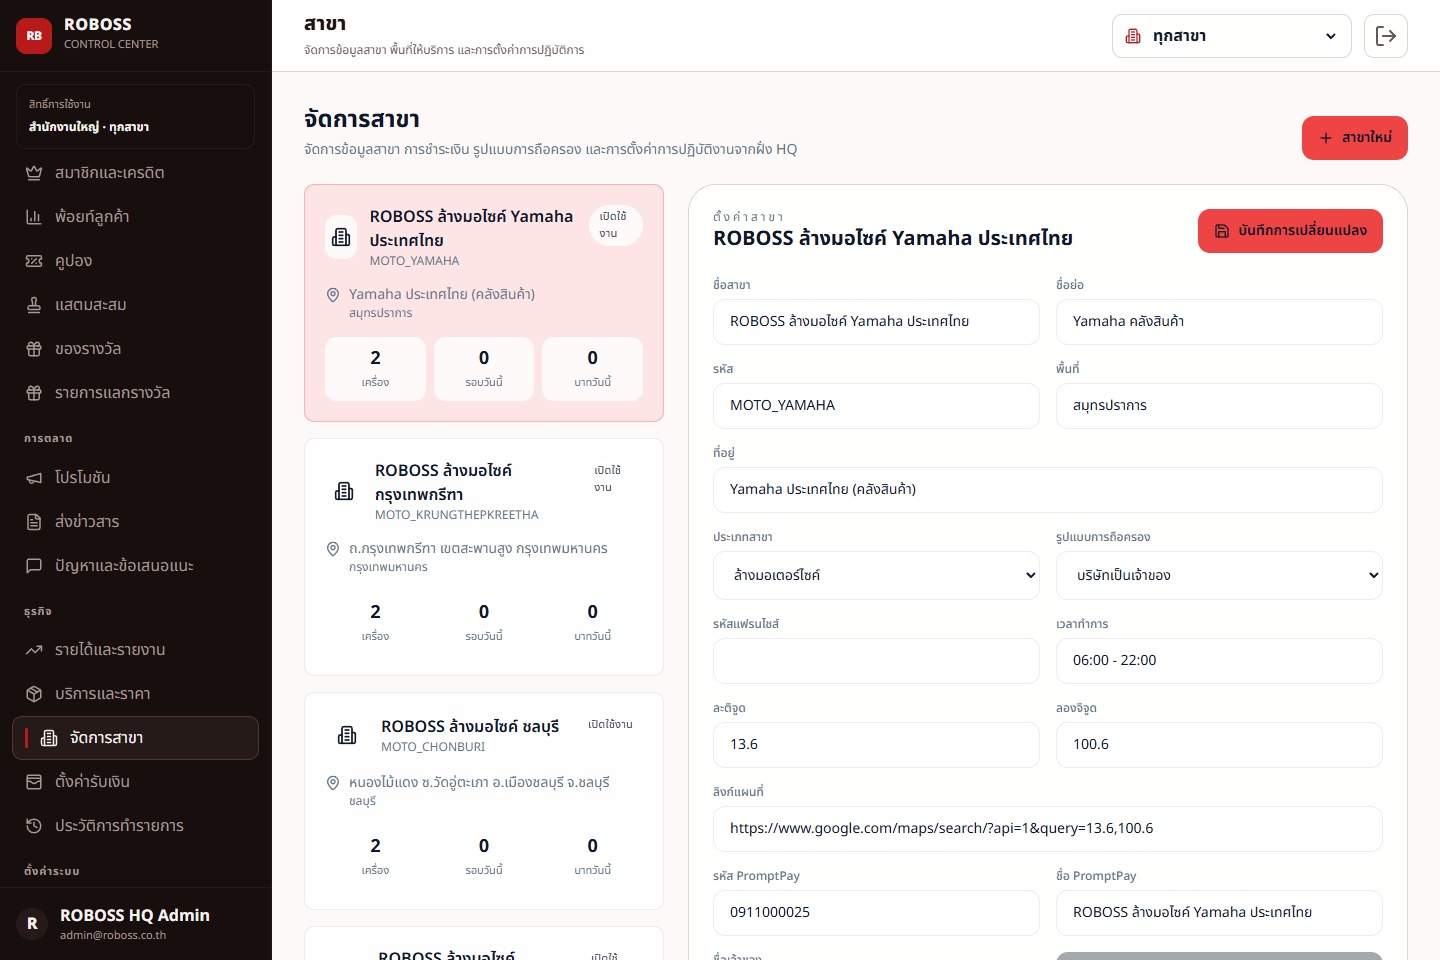 RB
ROBOSS
CONTROL CENTER
สิทธิ์การใช้งาน
สำนักงานใหญ่ · ทุกสาขา
สมาชิกและเครดิต
พ้อยท์ลูกค้า
คูปอง
แสตมสะสม
ของรางวัล
รายการแลกรางวัล
การตลาด
โปรโมชัน
ส่งข่าวสาร
ปัญหาและข้อเสนอแนะ
ธุรกิจ
รายได้และรายงาน
บริการและราคา
จัดการสาขา
ตั้งค่ารับเงิน
ประวัติการทำรายการ
ตั้งค่าระบบ
R
ROBOSS HQ Admin
admin@roboss.co.th
สาขา
จัดการข้อมูลสาขา พื้นที่ให้บริการ และการตั้งค่าการปฏิบัติการ
ทุกสาขา
จัดการสาขา
จัดการข้อมูลสาขา การชำระเงิน รูปแบบการถือครอง และการตั้งค่าการปฏิบัติงานจากฝั่ง HQ
สาขาใหม่
ROBOSS ล้างมอไซค์ Yamaha
ประเทศไทย
MOTO_YAMAHA
เปิดใช้
งาน
Yamaha ประเทศไทย (คลังสินค้า)
สมุทรปราการ
2 0 0
เครื่อง รอบวันนี้ บาทวันนี้
ROBOSS ล้างมอไซค์
กรุงเทพกรีฑา
MOTO_KRUNGTHEPKREETHA
เปิดใช้
งาน
ถ.กรุงเทพกรีฑา เขตสะพานสูง กรุงเทพมหานคร
กรุงเทพมหานคร
2 0 0
เครื่อง รอบวันนี้ บาทวันนี้
ROBOSS ล้างมอไซค์ ชลบุรี
MOTO_CHONBURI
เปิดใช้งาน
หนองไม้แดง ซ.วัดอู่ตะเภา อ.เมืองชลบุรี จ.ชลบุรี
ชลบุรี
2 0 0
เครื่อง รอบวันนี้ บาทวันนี้
ROBOSS ล้างมอไซค์
เปิดใช้
ตั้งค่าสาขา
ROBOSS ล้างมอไซค์ Yamaha ประเทศไทย
บันทึกการเปลี่ยนแปลง
ชื่อสาขา ชื่อย่อ
ROBOSS ล้างมอไซค์ Yamaha ประเทศไทย Yamaha คลังสินค้า
รหัส พื้นที่
MOTO_YAMAHA สมุทรปราการ
ที่อยู่
Yamaha ประเทศไทย (คลังสินค้า)
ประเภทสาขา รูปแบบการถือครอง
ล้างมอเตอร์ไซค์ บริษัทเป็นเจ้าของ
รหัสแฟรนไชส์ เวลาทำการ
06:00 - 22:00
ละติจูด ลองจิจูด
13.6 100.6
ลิงก์แผนที่
https://www.google.com/maps/search/?api=1&query=13.6,100.6
รหัส PromptPay ชื่อ PromptPay
0911000025 ROBOSS ล้างมอไซค์ Yamaha ประเทศไทย
ชื่อเจ้าของ